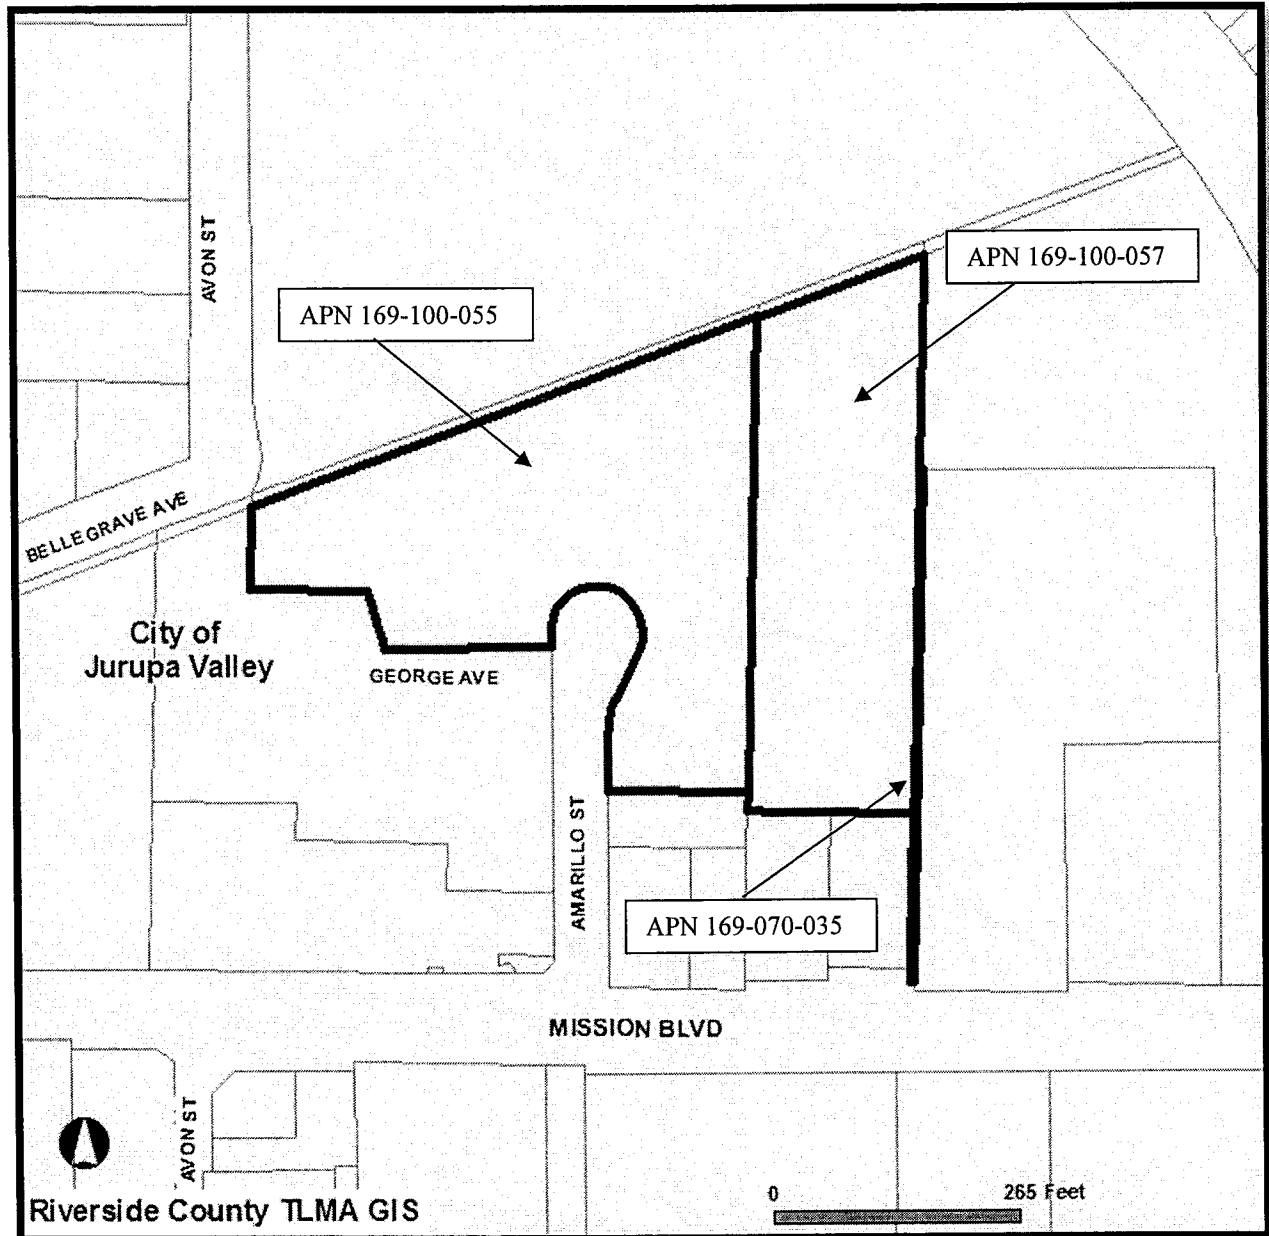 AVON ST
APN 169-100-057
APN 169-100-055
BELLEGRAVE AVE
City of
Jurupa Valley
GEORGE AVE
AMARILLO ST
APN 169-070-035
MISSION BLVD
AVON ST
0 265 Feet
Riverside County TLMA GIS